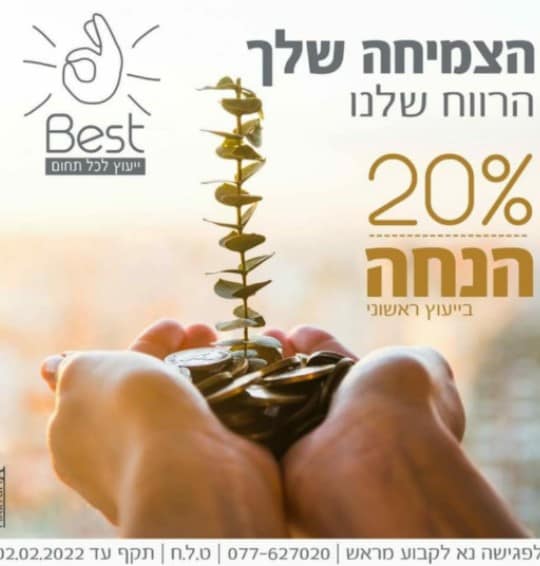 הצמיחה שלך
הרווח שלנו
Best
ייעוץ לכל תחום
20%
הנחה
בייעוץ ראשוני
לפגישה נא לקבוע מראש | 077-627020 | ט.ל.ח | תקף עד 02.02.2022